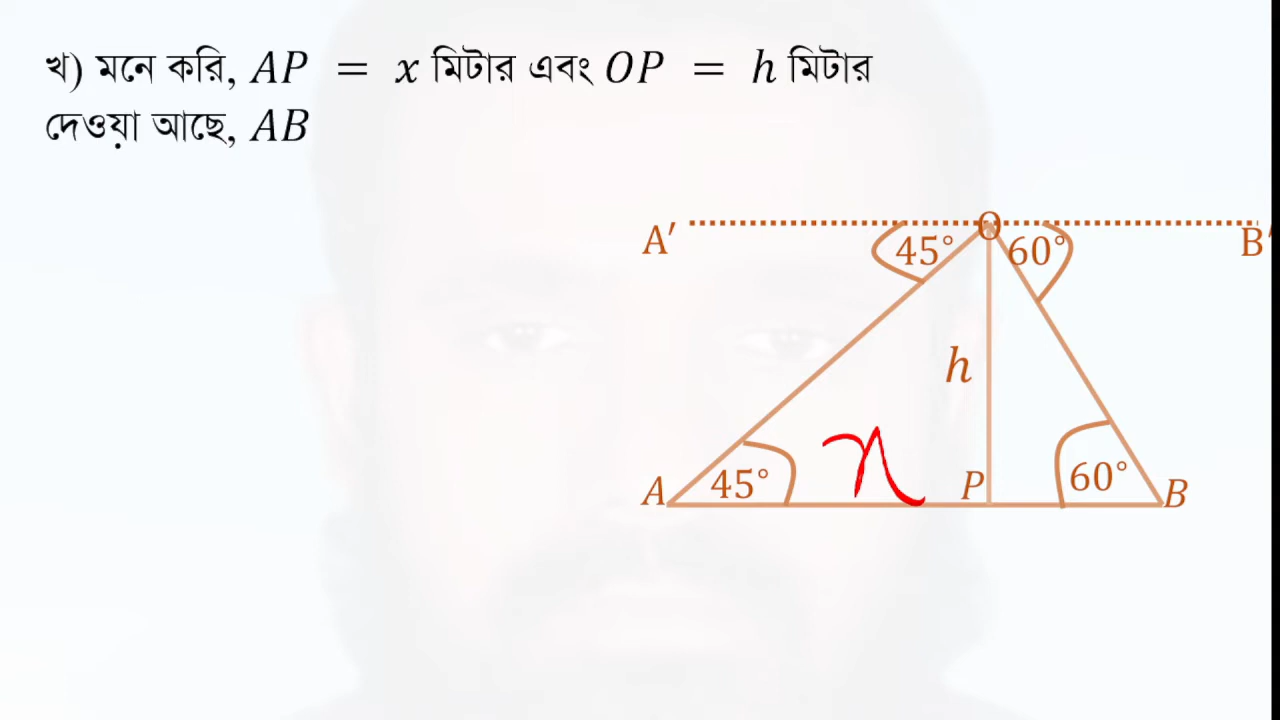 খ) মনে করি, AP = x মিটার এবং OP = h মিটার
দেওয়া আছে, AB
A′ O B′
45° 60°
h
x
A 45° P 60° B